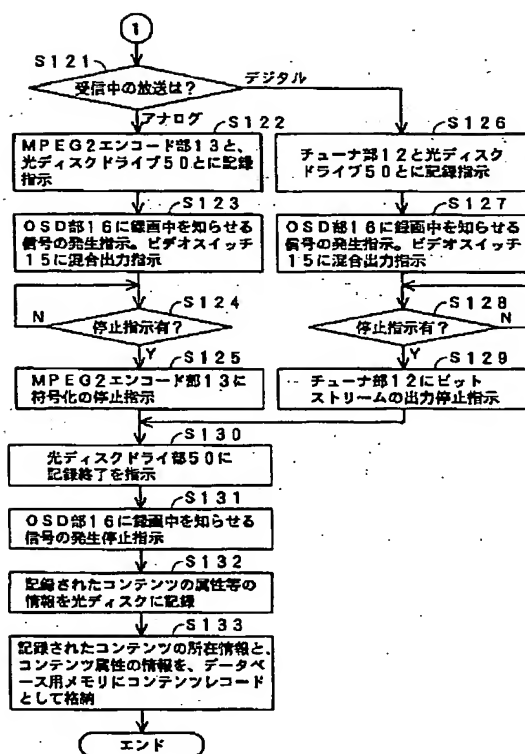 1
S121
受信中の放送は?
デジタル
アナログ
S122
MPEG2エンコード部13と、
光ディスクドライブ50とに記録
指示
S126
チューナ部12と光ディスク
ドライブ50とに記録指示
S123
OSD部16に録画中を知らせる
信号の発生指示。ビデオスイッチ
15に混合出力指示
S127
OSD部16に録画中を知らせる
信号の発生指示。ビデオスイッチ
15に混合出力指示
S124
N
停止指示有?
Y
S128
停止指示有?
N
Y
S125
MPEG2エンコード部13に
符号化の停止指示
S129
チューナ部12にビット
ストリームの出力停止指示
S130
光ディスクドライ部50に
記録終了を指示
S131
OSD部16に録画中を知らせる
信号の発生停止指示
S132
記録されたコンテンツの属性等の
情報を光ディスクに記録
S133
記録されたコンテンツの所在情報と、
コンテンツ属性の情報を、データベ
ース用メモリにコンテンツレコード
として格納
エンド